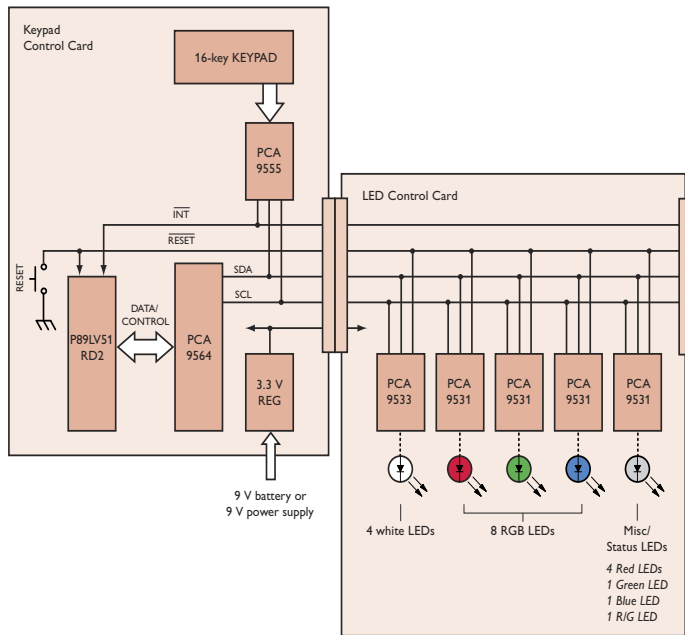 Keypad
Control Card
16-key KEYPAD
PCA
9555
LED Control Card
INT
RESET
RESET
SDA
SCL
P89LV51
RD2
DATA/
CONTROL
PCA
9564
3.3 V
REG
PCA
9533
PCA
9531
PCA
9531
PCA
9531
PCA
9531
9 V battery or
9 V power supply
4 white LEDs
8 RGB LEDs
Misc/
Status LEDs
4 Red LEDs
1 Green LED
1 Blue LED
1 R/G LED